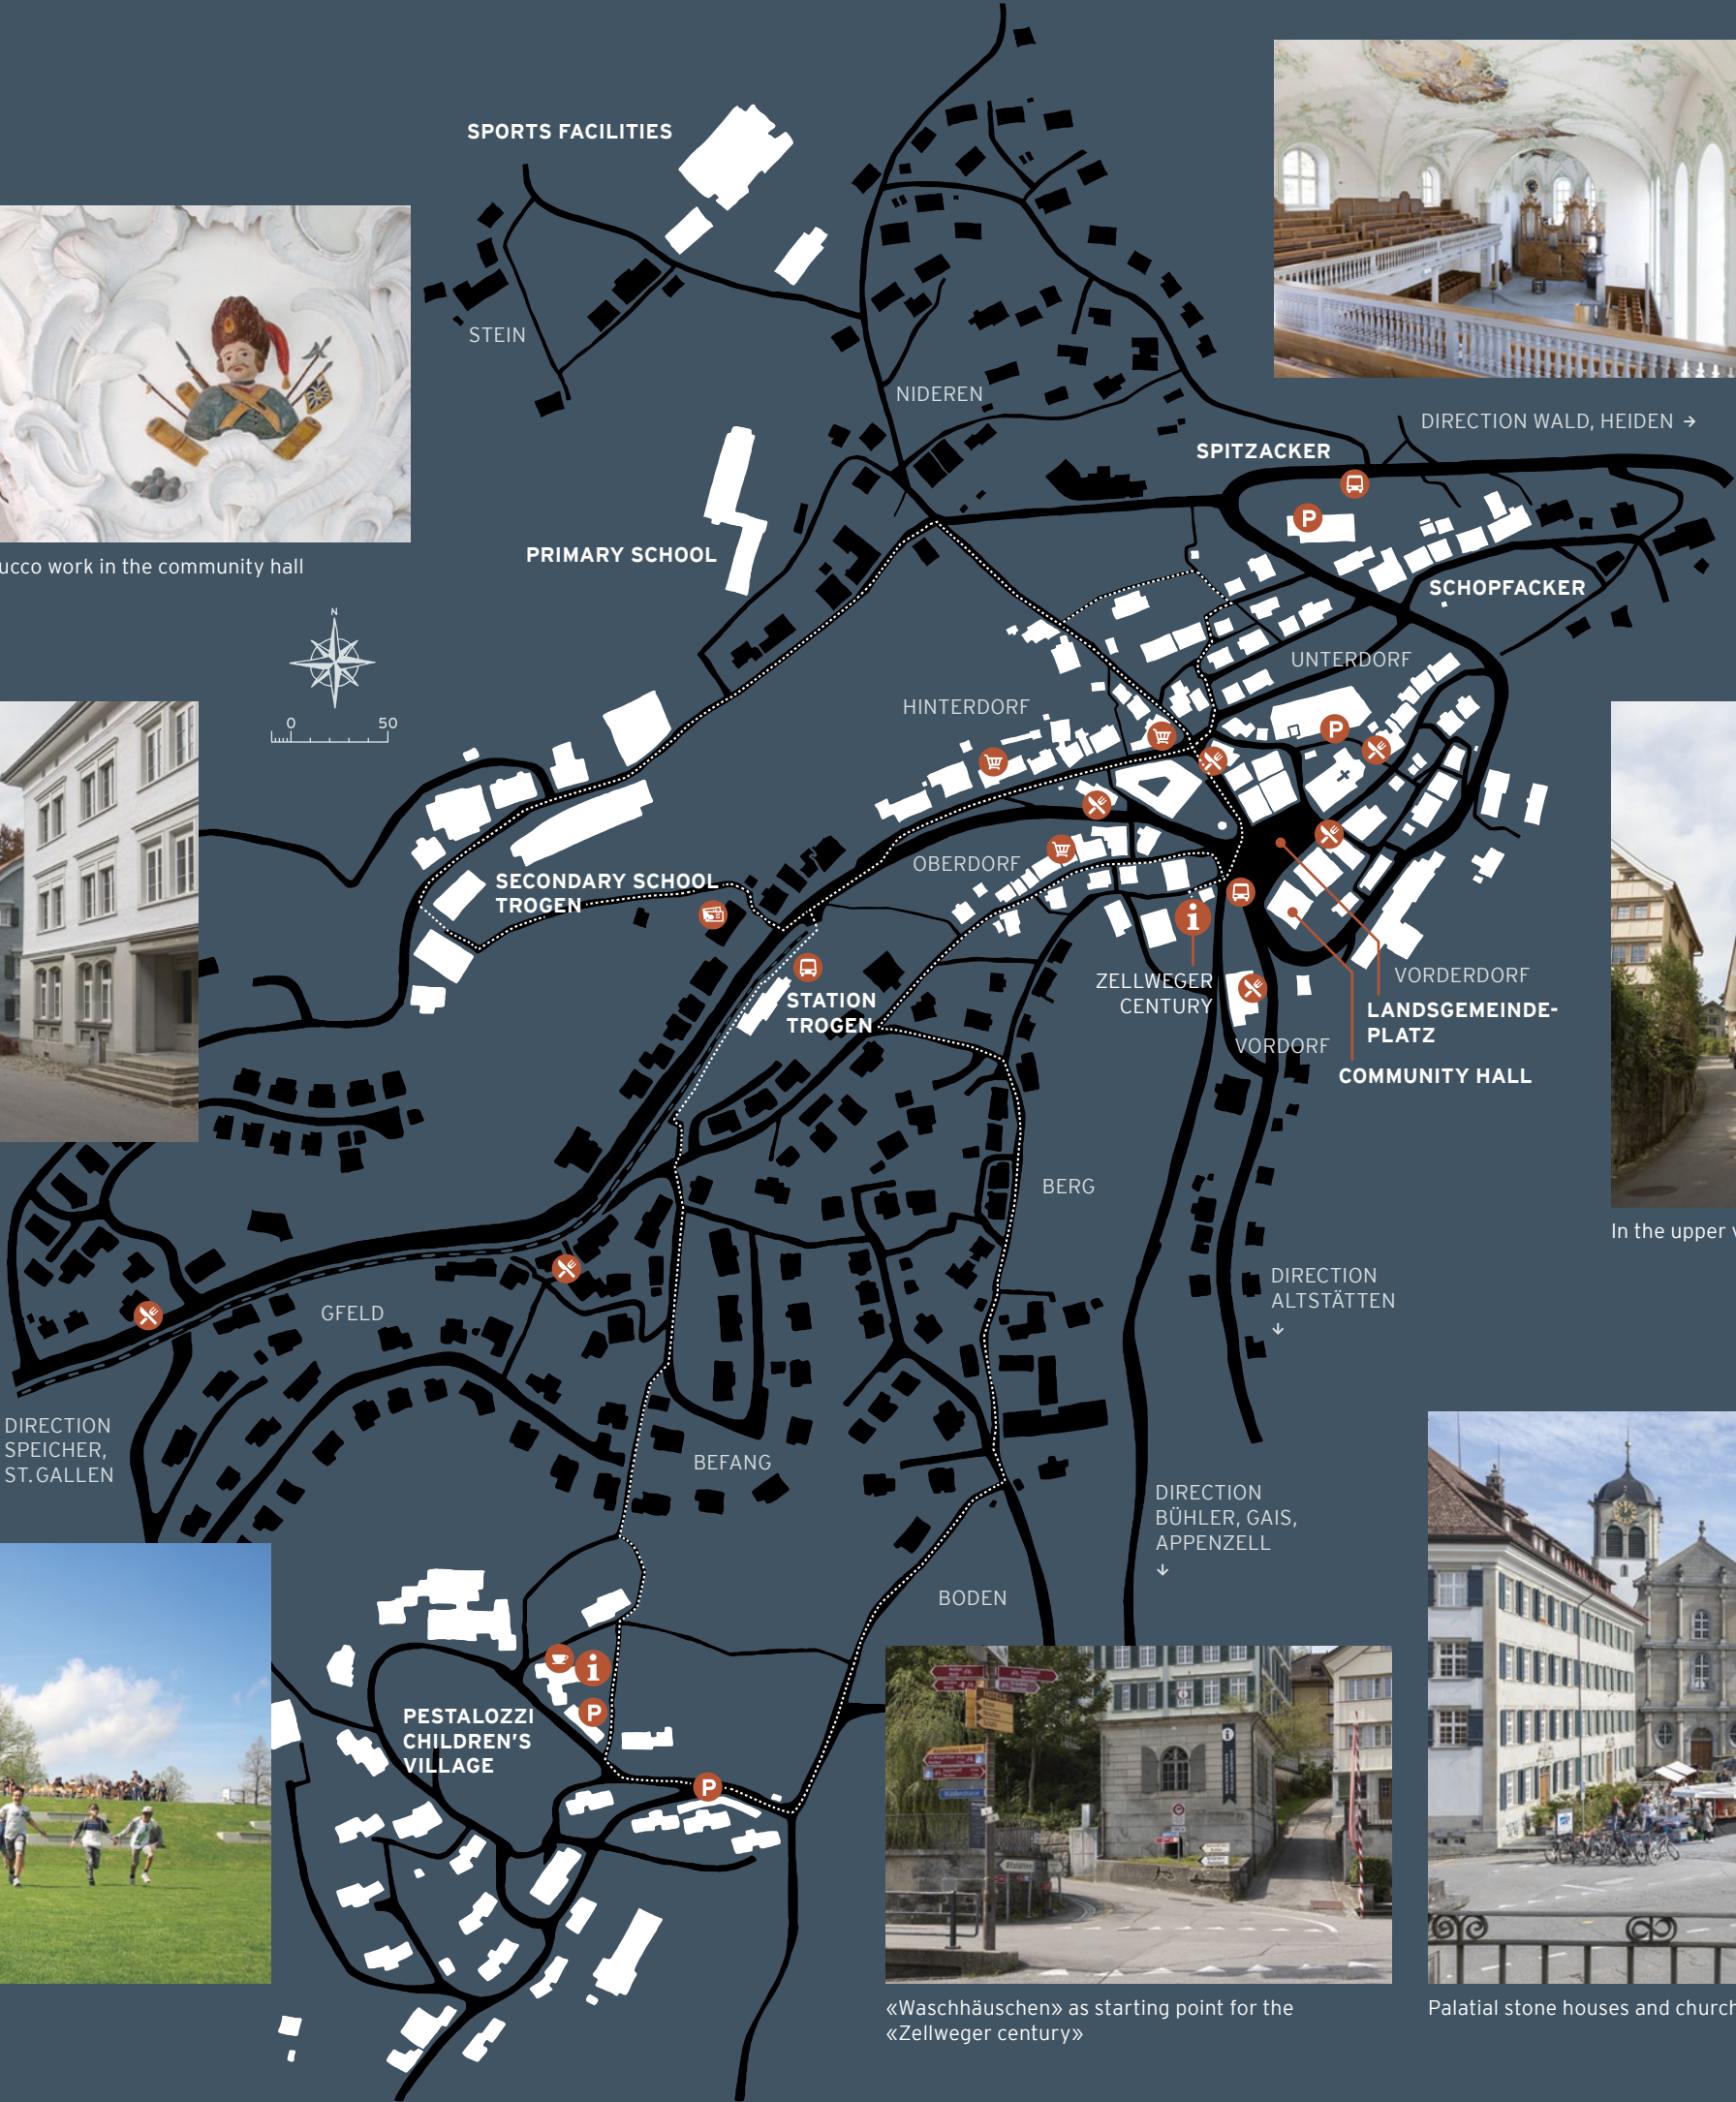 SPORTS FACILITIES
STEIN
NIDEREN
DIRECTION WALD, HEIDEN →
SPITZACKER
P
PRIMARY SCHOOL
ucco work in the community hall
SCHOPFACKER
N
0 50
UNTERDORF
HINTERDORF
P
OBERDORF
SECONDARY SCHOOL
TROGEN
i
ZELLWEGER
CENTURY
VORDERDORF
STATION
TROGEN
LANDSGEMEINDE-
PLATZ
VORDORF
COMMUNITY HALL
BERG
In the upper v
DIRECTION
ALTSTÄTTEN
↓
GFELD
DIRECTION
SPEICHER,
ST. GALLEN
BEFANG
DIRECTION
BÜHLER, GAIS,
APPENZELL
↓
BODEN
i
P
PESTALOZZI
CHILDREN'S
VILLAGE
P
«Waschhäuschen» as starting point for the
«Zellweger century»
Palatial stone houses and church